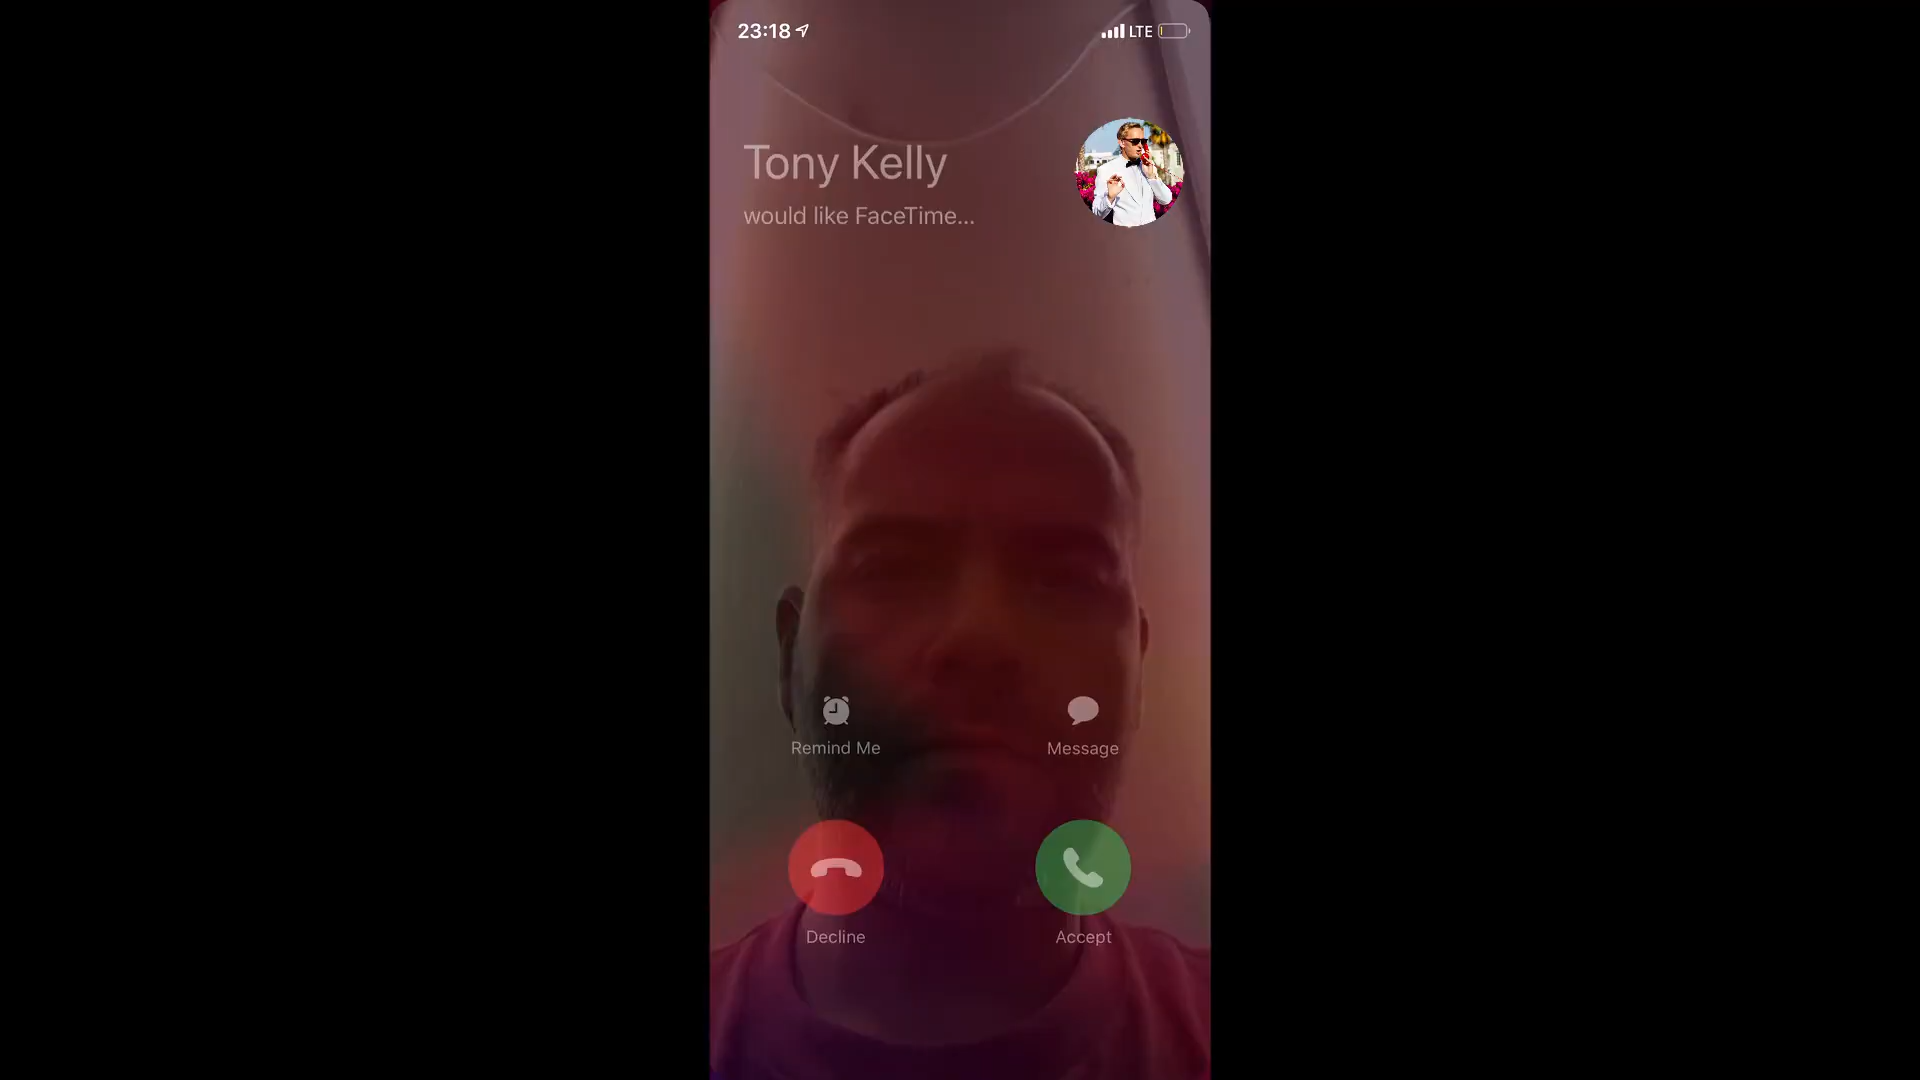 23:18
LTE
Tony Kelly
would like FaceTime...
Remind Me
Message
Decline
Accept